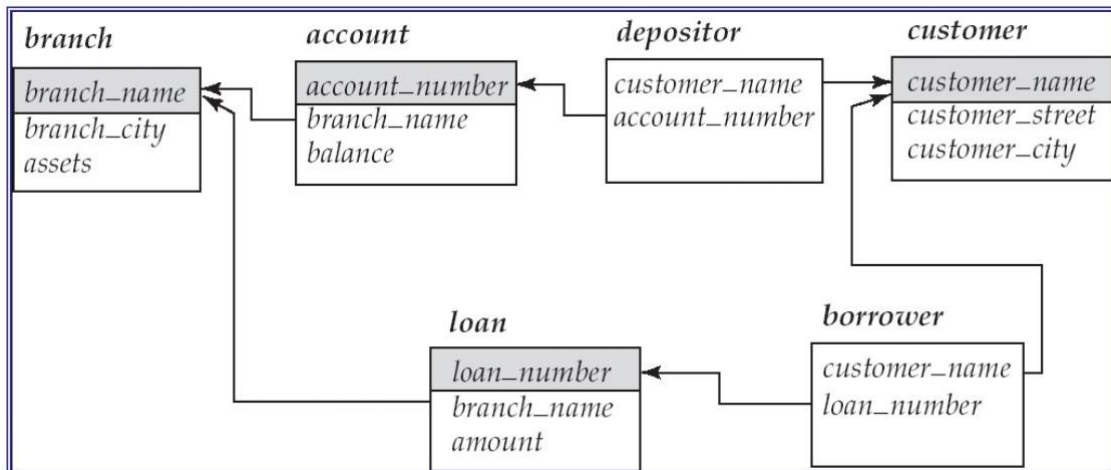 branch
branch_name
branch_city
assets
account
account_number
branch_name
balance
depositor
customer_name
account_number
customer
customer_name
customer_street
customer_city
loan
loan_number
branch_name
amount
borrower
customer_name
loan_number